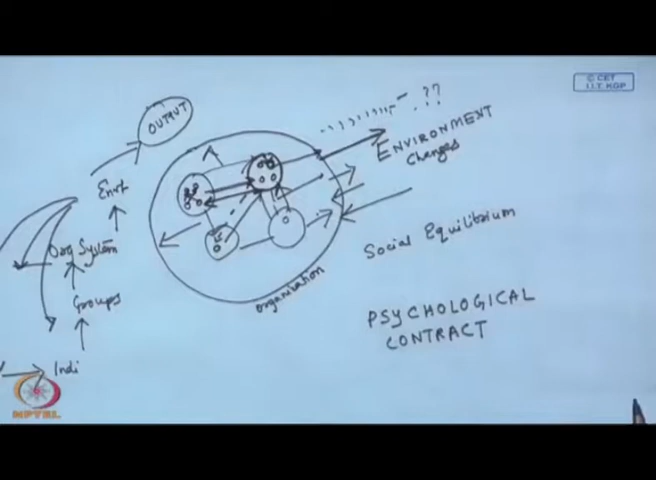 © CET
I.I.T. KGP
OUTPUT
. ??
ENVIRONMENT
Changes
Envt
Org System
Groups
Indi
organisation
Social Equilibrium
PSYCHOLOGICAL
CONTRACT
NPTEL